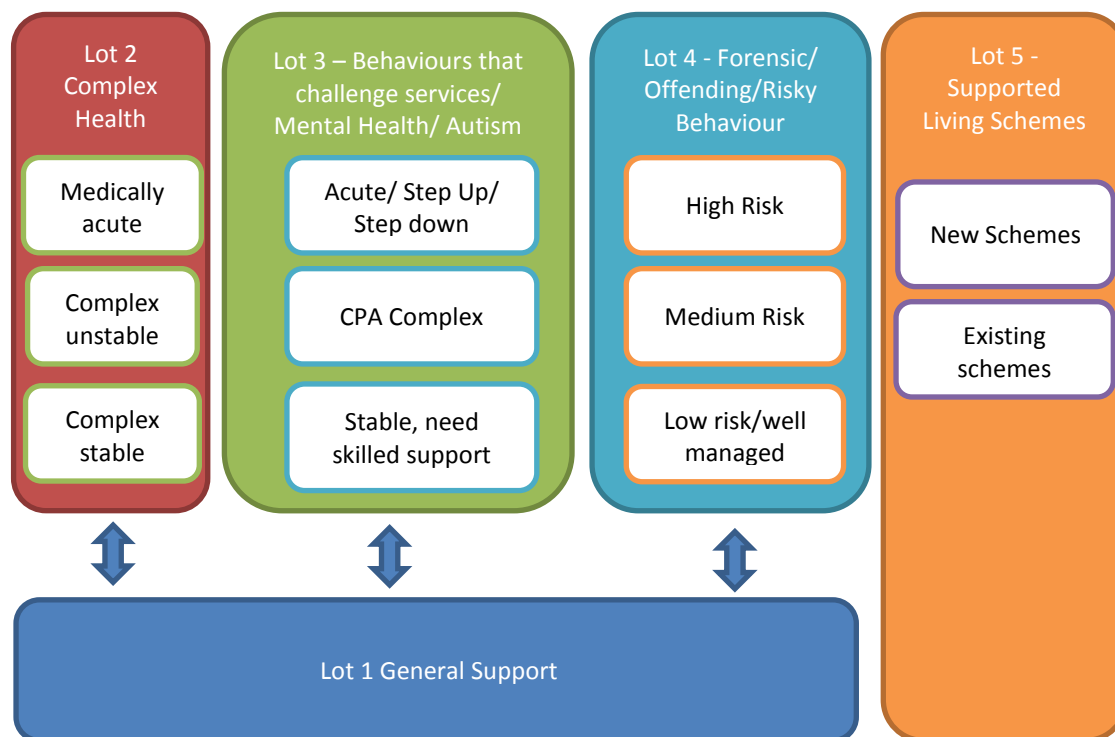 Lot 2
Complex
Health
Medically
acute
Complex
unstable
Complex
stable
Lot 3 – Behaviours that
challenge services/
Mental Health/ Autism
Acute/ Step Up/
Step down
CPA Complex
Stable, need
skilled support
Lot 4 - Forensic/
Offending/Risky
Behaviour
High Risk
Medium Risk
Low risk/well
managed
Lot 5 -
Supported
Living Schemes
New Schemes
Existing
schemes
Lot 1 General Support